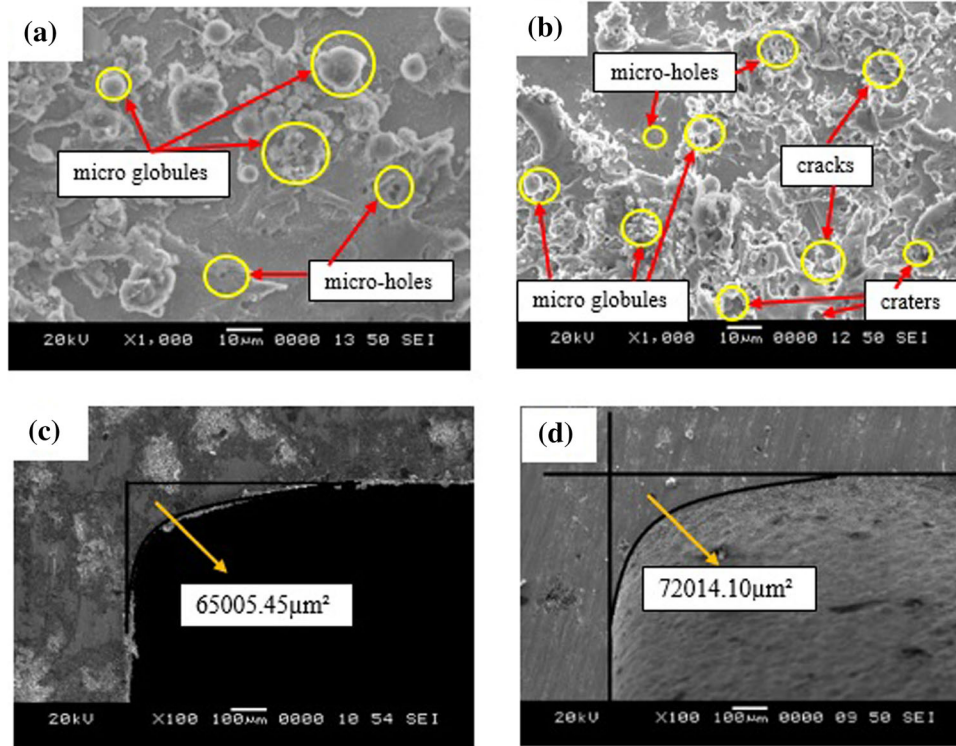 (a)
micro globules
micro-holes
20kV X1,000 10μm 0000 13 50 SEI
(b)
micro-holes
cracks
micro globules
craters
20kV X1,000 10μm 0000 12 50 SEI
(c)
65005.45μm²
20kV X100 100μm 0000 10 54 SEI
(d)
72014.10μm²
20kV X100 100μm 0000 09 50 SEI